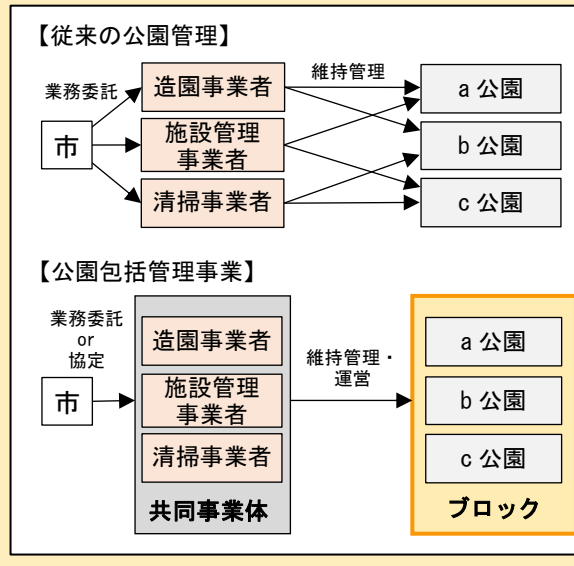 【従来の公園管理】
業務委託
市
造園事業者
施設管理
事業者
清掃事業者
維持管理
a 公園
b 公園
c 公園
【公園包括管理事業】
業務委託
or
協定
市
造園事業者
施設管理
事業者
清掃事業者
共同事業体
維持管理・
運営
a 公園
b 公園
c 公園
ブロック